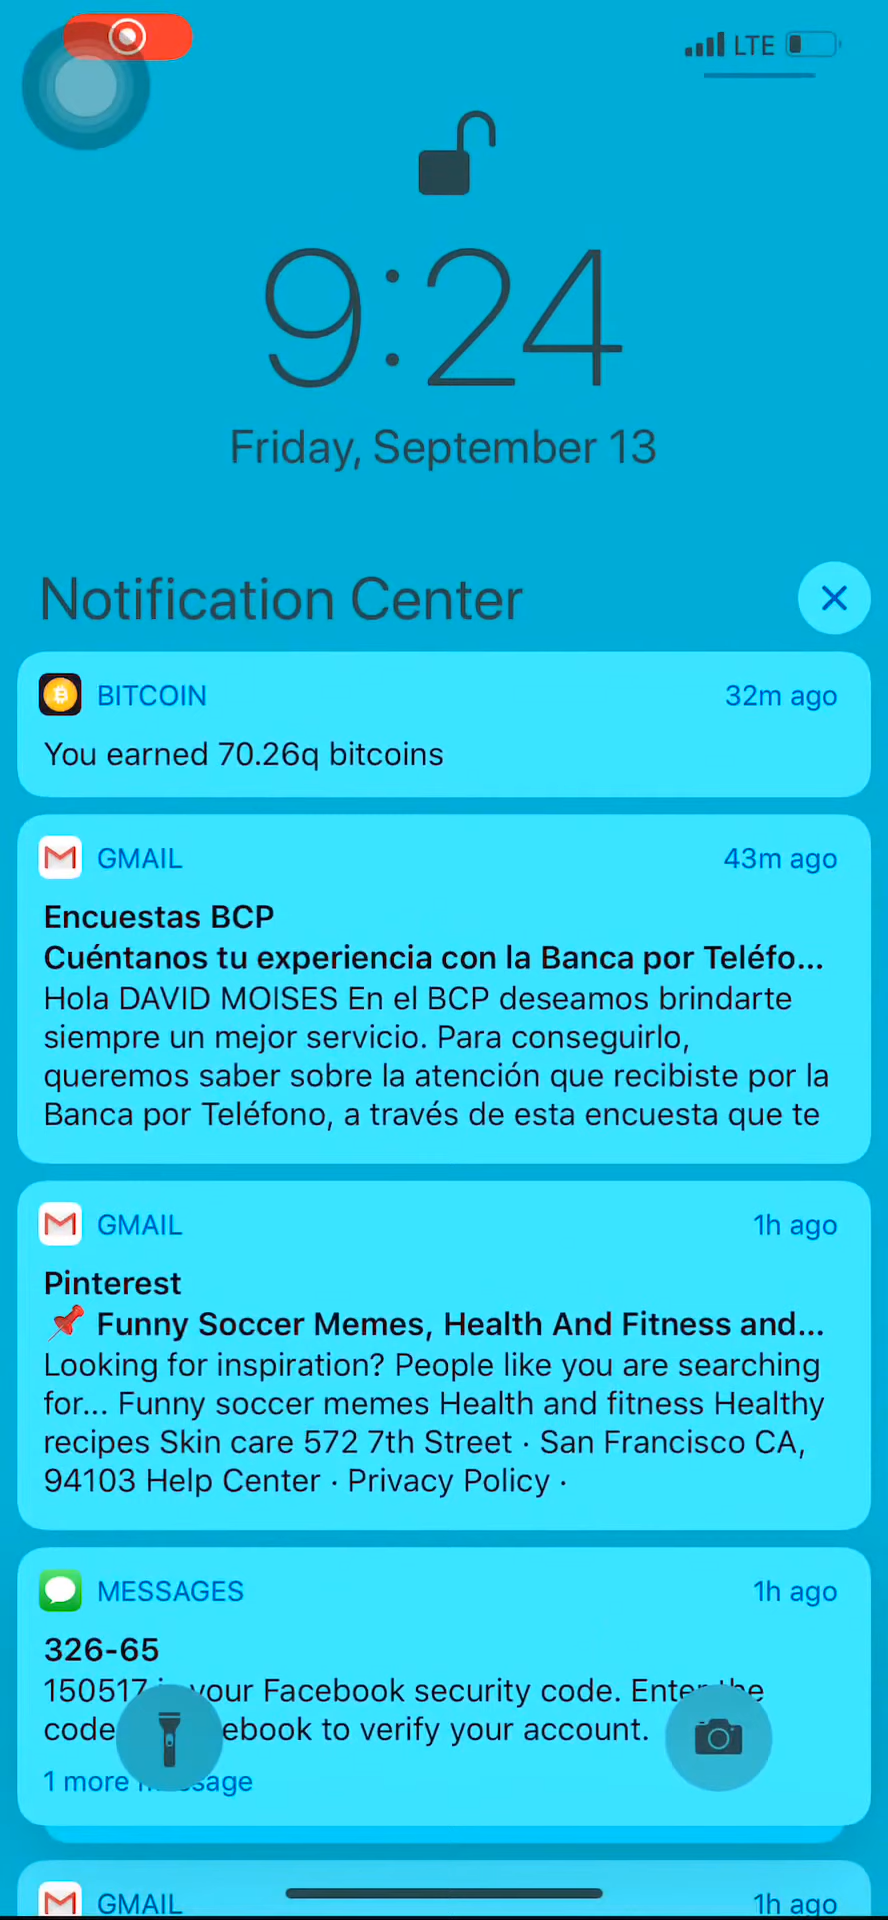 LTE
9:24
Friday, September 13
Notification Center
BITCOIN 32m ago
You earned 70.26q bitcoins
GMAIL 43m ago
Encuestas BCP
Cuéntanos tu experiencia con la Banca por Teléfo...
Hola DAVID MOISES En el BCP deseamos brindarte
siempre un mejor servicio. Para conseguirlo,
queremos saber sobre la atención que recibiste por la
Banca por Teléfono, a través de esta encuesta que te
GMAIL 1h ago
Pinterest
📌 Funny Soccer Memes, Health And Fitness and...
Looking for inspiration? People like you are searching
for... Funny soccer memes Health and fitness Healthy
recipes Skin care 572 7th Street · San Francisco CA,
94103 Help Center · Privacy Policy ·
MESSAGES 1h ago
326-65
150517 your Facebook security code. Enter the
code to verify your account.
1 more message
GMAIL 1h ago